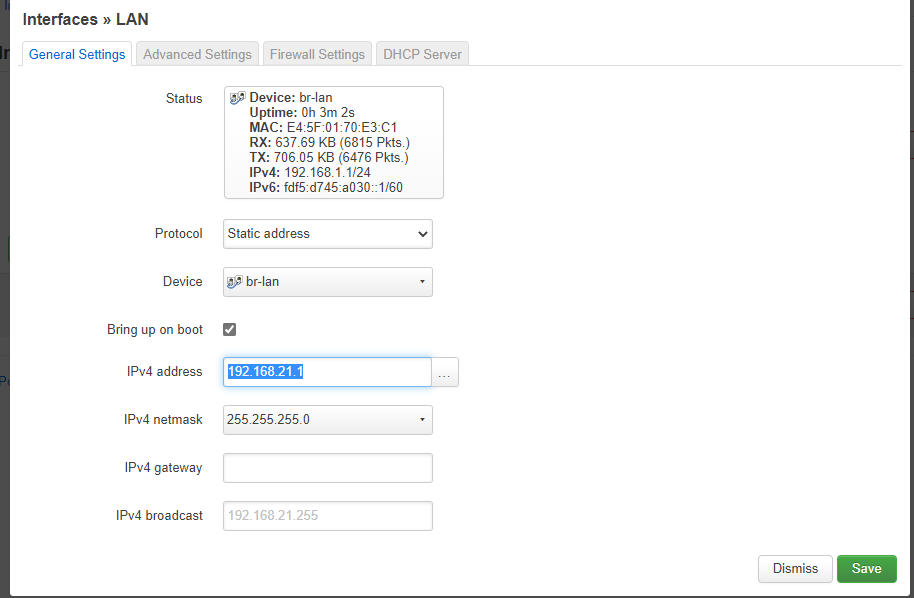 Interfaces » LAN
General Settings Advanced Settings Firewall Settings DHCP Server
Status
Device: br-lan
Uptime: 0h 3m 2s
MAC: E4:5F:01:70:E3:C1
RX: 637.69 KB (6815 Pkts.)
TX: 706.05 KB (6476 Pkts.)
IPv4: 192.168.1.1/24
IPv6: fdf5:d745:a030::1/60
Protocol Static address
Device br-lan
Bring up on boot
IPv4 address 192.168.21.1 ...
IPv4 netmask 255.255.255.0
IPv4 gateway
IPv4 broadcast 192.168.21.255
Dismiss Save